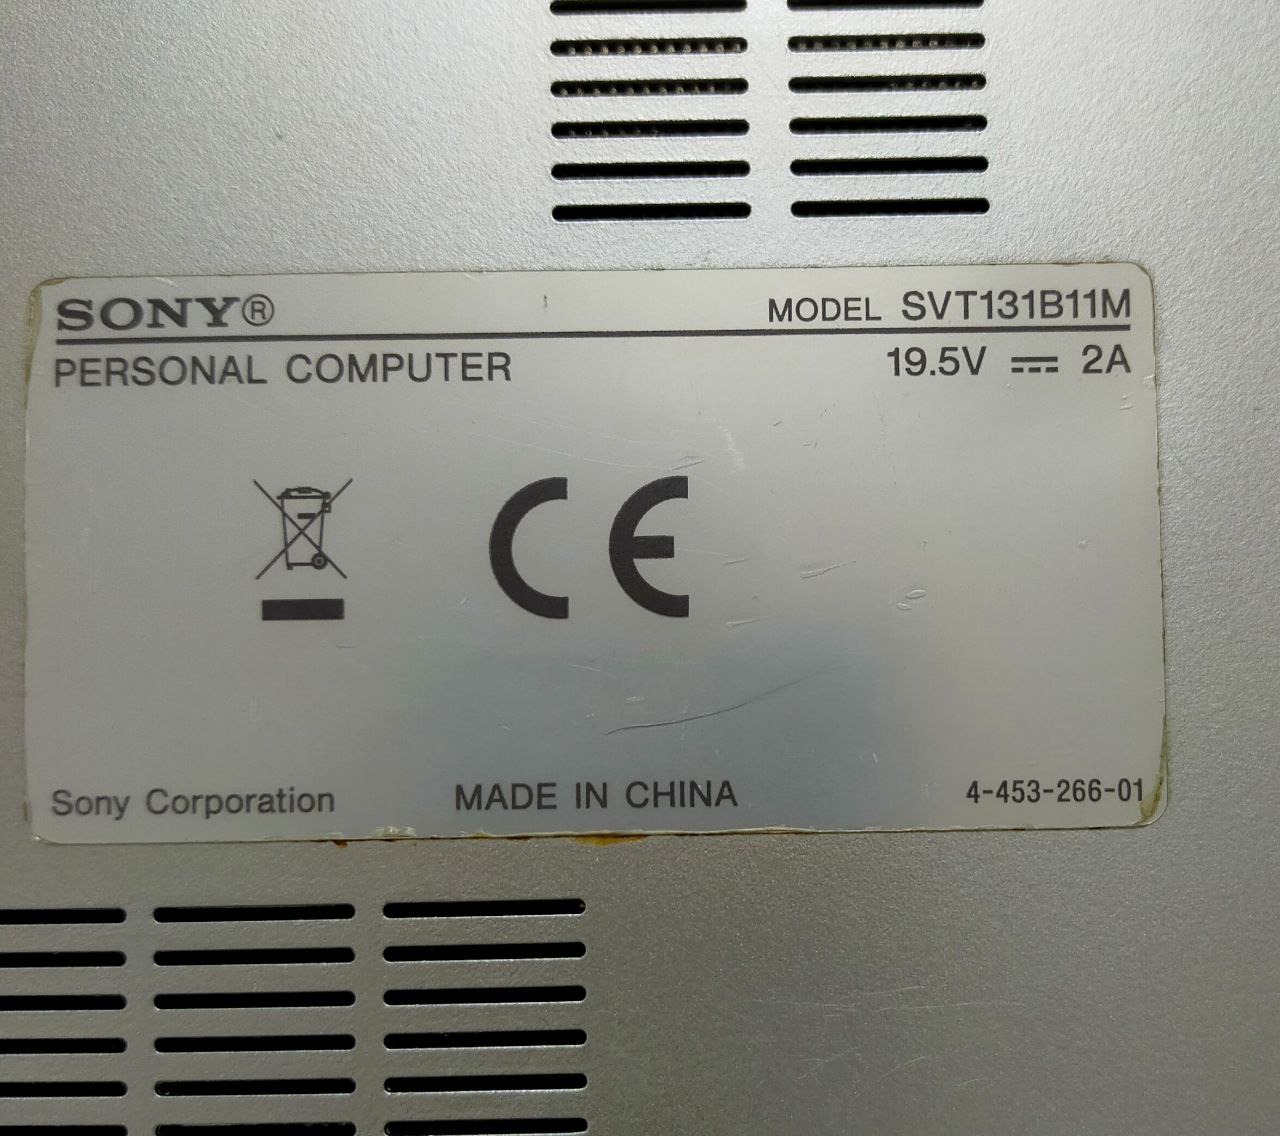 SONY®
MODEL SVT131B11M
PERSONAL COMPUTER
19.5V ⎓ 2A
CE
Sony Corporation
MADE IN CHINA
4-453-266-01